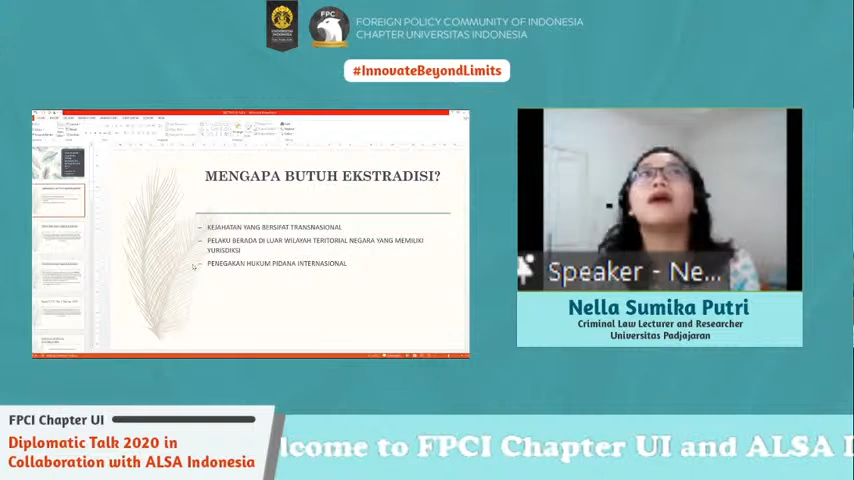 FPC
FOREIGN POLICY COMMUNITY OF INDONESIA
CHAPTER UNIVERSITAS INDONESIA
#InnovateBeyondLimits
MENGAPA BUTUH EKSTRADISI?
– KEJAHATAN YANG BERSIFAT TRANSNASIONAL
– PELAKU BERADA DI LUAR WILAYAH TERITORIAL NEGARA YANG MEMILIKI
YURISDIKSI
– PENEGAKAN HUKUM PIDANA INTERNASIONAL
Speaker - Ne...
Nella Sumika Putri
Criminal Law Lecturer and Researcher
Universitas Padjajaran
FPCI Chapter UI
Diplomatic Talk 2020 in
Collaboration with ALSA Indonesia
lcome to FPCI Chapter UI and ALSA I